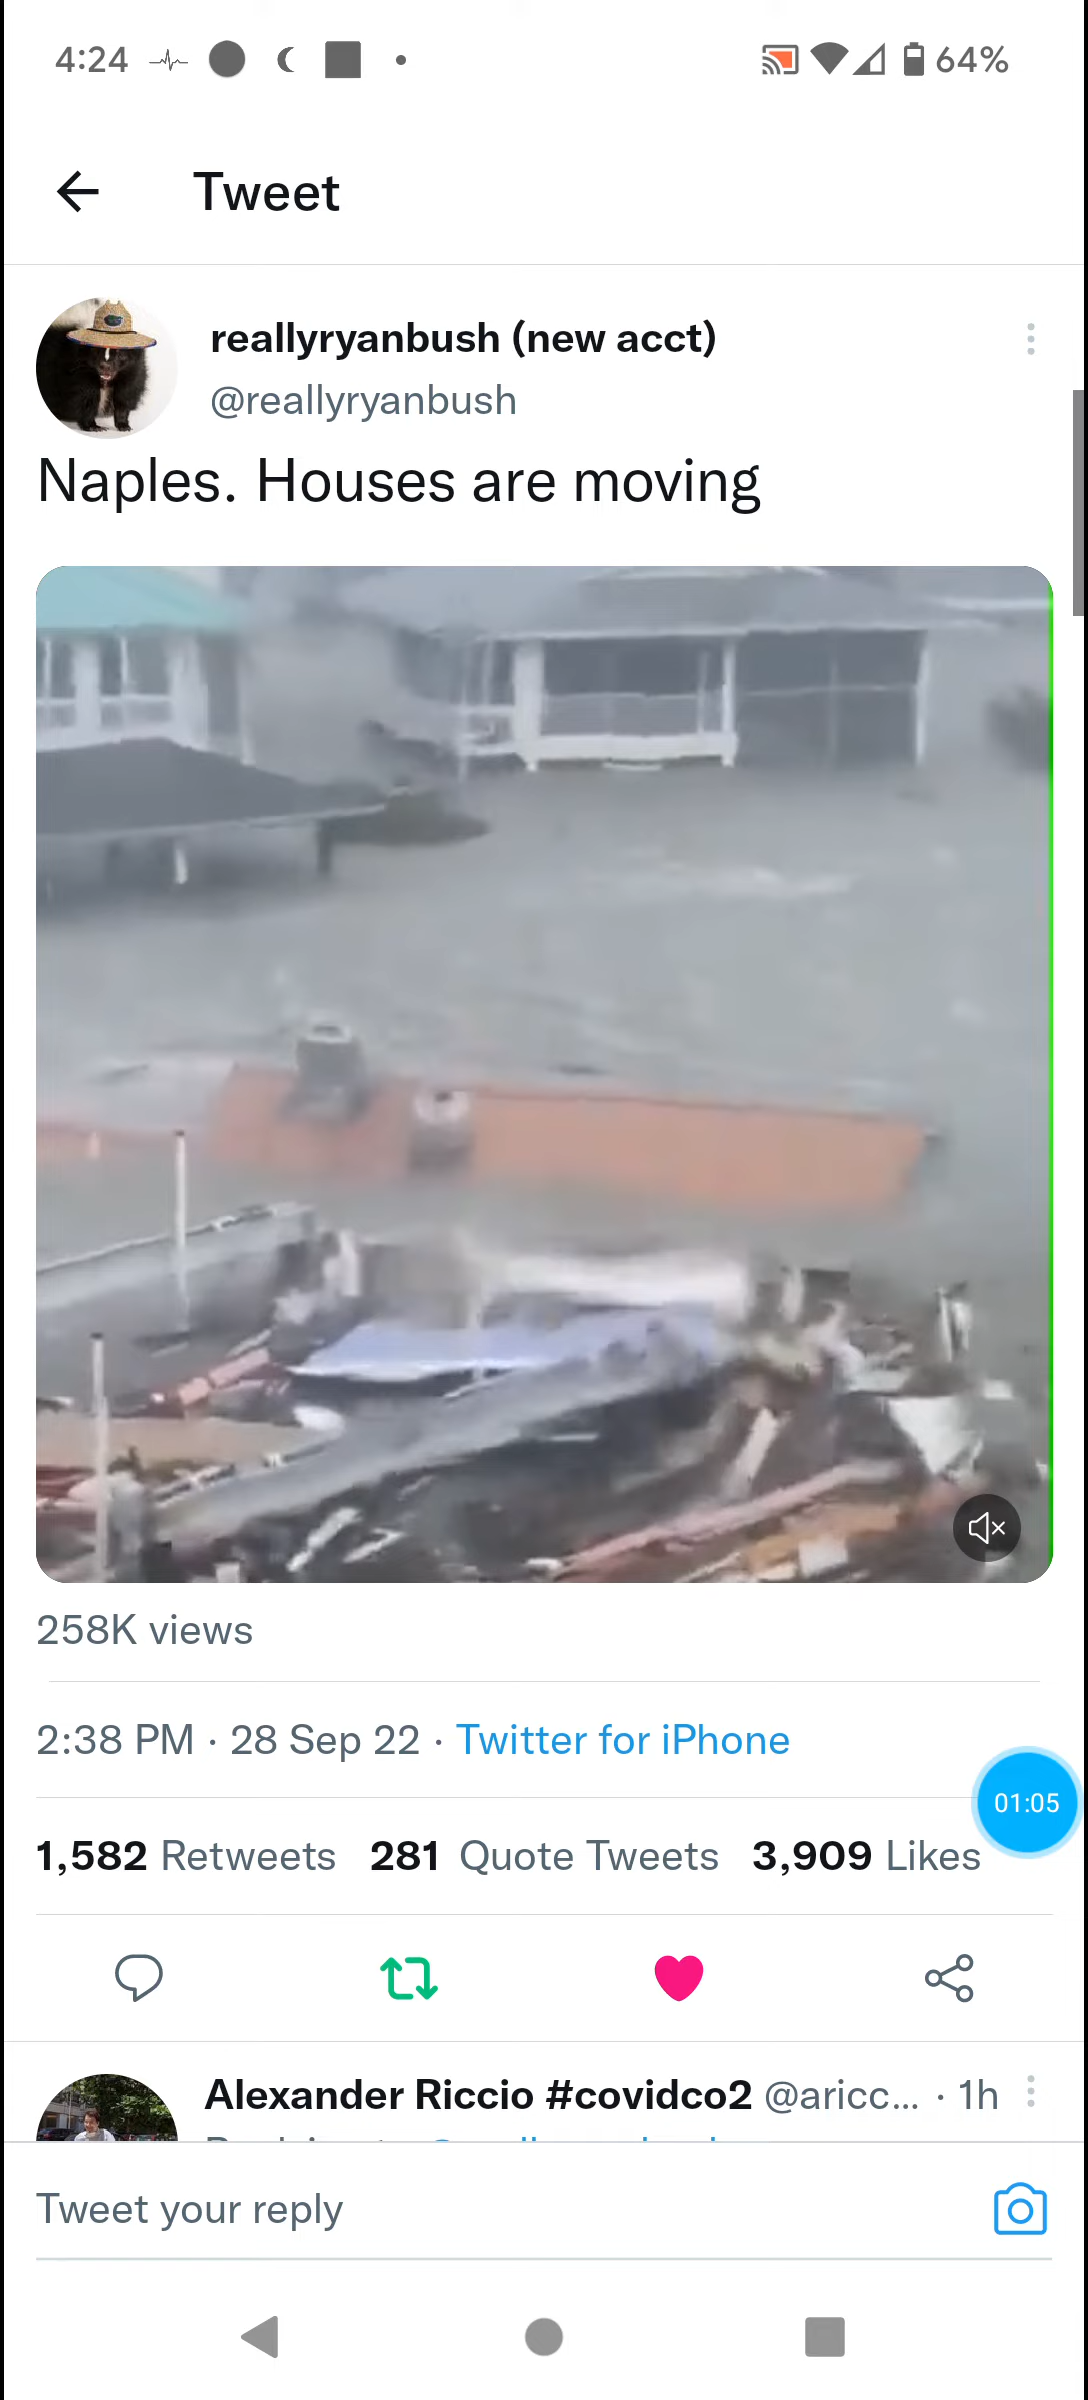 4:24
64%
Tweet
reallyryanbush (new acct)
@reallyryanbush
Naples. Houses are moving
258K views
2:38 PM · 28 Sep 22 · Twitter for iPhone
01:05
1,582 Retweets 281 Quote Tweets 3,909 Likes
Alexander Riccio #covidco2 @aricc... · 1h
Tweet your reply